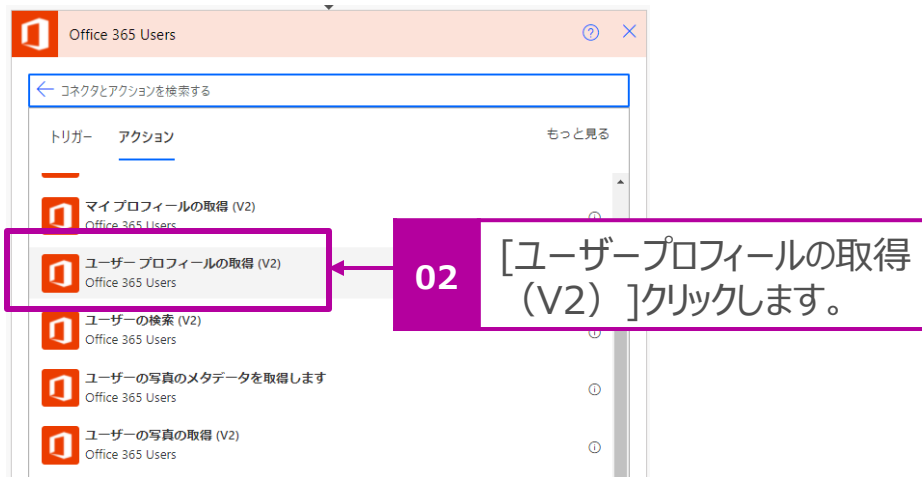 Office 365 Users
コネクタとアクションを検索する
トリガー アクション もっと見る
マイ プロフィールの取得 (V2)
Office 365 Users
ユーザー プロフィールの取得 (V2)
Office 365 Users
02
[ユーザープロフィールの取得
（V2）]クリックします。
ユーザーの検索 (V2)
Office 365 Users
ユーザーの写真のメタデータを取得します
Office 365 Users
ユーザーの写真の取得 (V2)
Office 365 Users